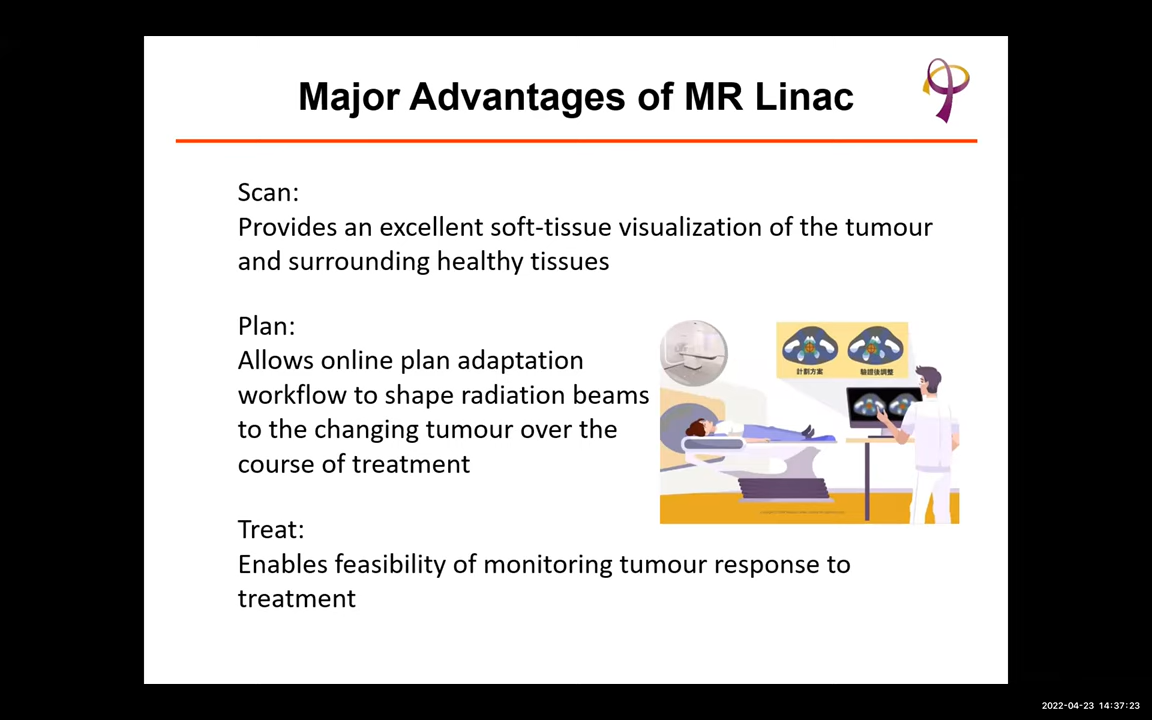 Major Advantages of MR Linac
Scan:
Provides an excellent soft-tissue visualization of the tumour
and surrounding healthy tissues
Plan:
Allows online plan adaptation
workflow to shape radiation beams
to the changing tumour over the
course of treatment
計劃方案
驗證後調整
Treat:
Enables feasibility of monitoring tumour response to
treatment
2022-04-23 14:37:23